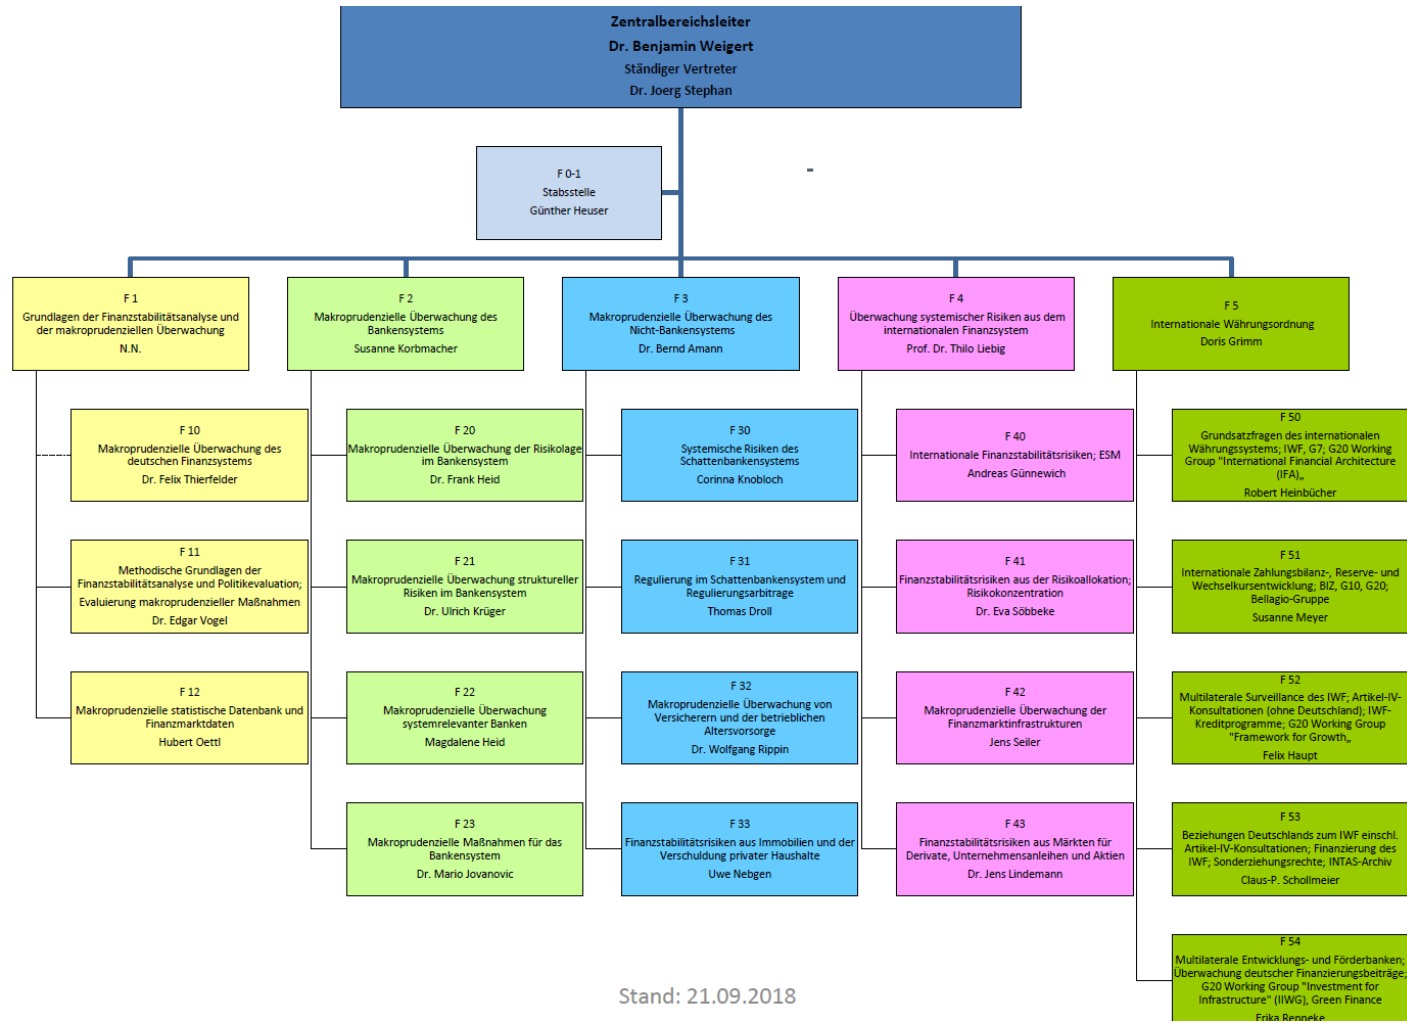 Zentralbereichsleiter
Dr. Benjamin Weigert
Ständiger Vertreter
Dr. Joerg Stephan
F 0-1
Stabsstelle
Günther Heuser
-
F 1
Grundlagen der Finanzstabilitätsanalyse und
der makroprudenziellen Überwachung
N.N.
F 2
Makroprudenzielle Überwachung des
Bankensystems
Susanne Korbmacher
F 3
Makroprudenzielle Überwachung des
Nicht-Bankensystems
Dr. Bernd Amann
F 4
Überwachung systemischer Risiken aus dem
internationalen Finanzsystem
Prof. Dr. Thilo Liebig
F 5
Internationale Währungsordnung
Doris Grimm
F 10
Makroprudenzielle Überwachung des
deutschen Finanzsystems
Dr. Felix Thierfelder
F 20
Makroprudenzielle Überwachung der Risikolage
im Bankensystem
Dr. Frank Heid
F 30
Systemische Risiken des
Schattenbankensystems
Corinna Knobloch
F 40
Internationale Finanzstabilitätsrisiken; ESM
Andreas Günnewich
F 50
Grundsatzfragen des internationalen
Währungssystems; IWF, G7; G20 Working
Group "International Financial Architecture
(IFA)„
Robert Heinbücher
F 11
Methodische Grundlagen der
Finanzstabilitätsanalyse und Politikevaluation;
Evaluierung makroprudenzieller Maßnahmen
Dr. Edgar Vogel
F 21
Makroprudenzielle Überwachung struktureller
Risiken im Bankensystem
Dr. Ulrich Krüger
F 31
Regulierung im Schattenbankensystem und
Regulierungsarbitrage
Thomas Droll
F 41
Finanzstabilitätsrisiken aus der Risikoallokation;
Risikokonzentration
Dr. Eva Söbbeke
F 51
Internationale Zahlungsbilanz-, Reserve- und
Wechselkursentwicklung; BIZ, G10, G20;
Bellagio-Gruppe
Susanne Meyer
F 12
Makroprudenzielle statistische Datenbank und
Finanzmarktdaten
Hubert Oettl
F 22
Makroprudenzielle Überwachung
systemrelevanter Banken
Magdalene Heid
F 32
Makroprudenzielle Überwachung von
Versicherern und der betrieblichen
Altersvorsorge
Dr. Wolfgang Rippin
F 42
Makroprudenzielle Überwachung der
Finanzmarktinfrastrukturen
Jens Seiler
F 52
Multilaterale Surveillance des IWF; Artikel-IV-
Konsultationen (ohne Deutschland); IWF-
Kreditprogramme; G20 Working Group
"Framework for Growth„
Felix Haupt
F 23
Makroprudenzielle Maßnahmen für das
Bankensystem
Dr. Mario Jovanovic
F 33
Finanzstabilitätsrisiken aus Immobilien und der
Verschuldung privater Haushalte
Uwe Nebgen
F 43
Finanzstabilitätsrisiken aus Märkten für
Derivate, Unternehmensanleihen und Aktien
Dr. Jens Lindemann
F 53
Beziehungen Deutschlands zum IWF einschl.
Artikel-IV-Konsultationen; Finanzierung des
IWF; Sonderziehungsrechte; INTAS-Archiv
Claus-P. Schollmeier
F 54
Multilaterale Entwicklungs- und Förderbanken;
Überwachung deutscher Finanzierungsbeiträge;
G20 Working Group "Investment for
Infrastructure" (IIWG), Green Finance
Erika Renneke
Stand: 21.09.2018